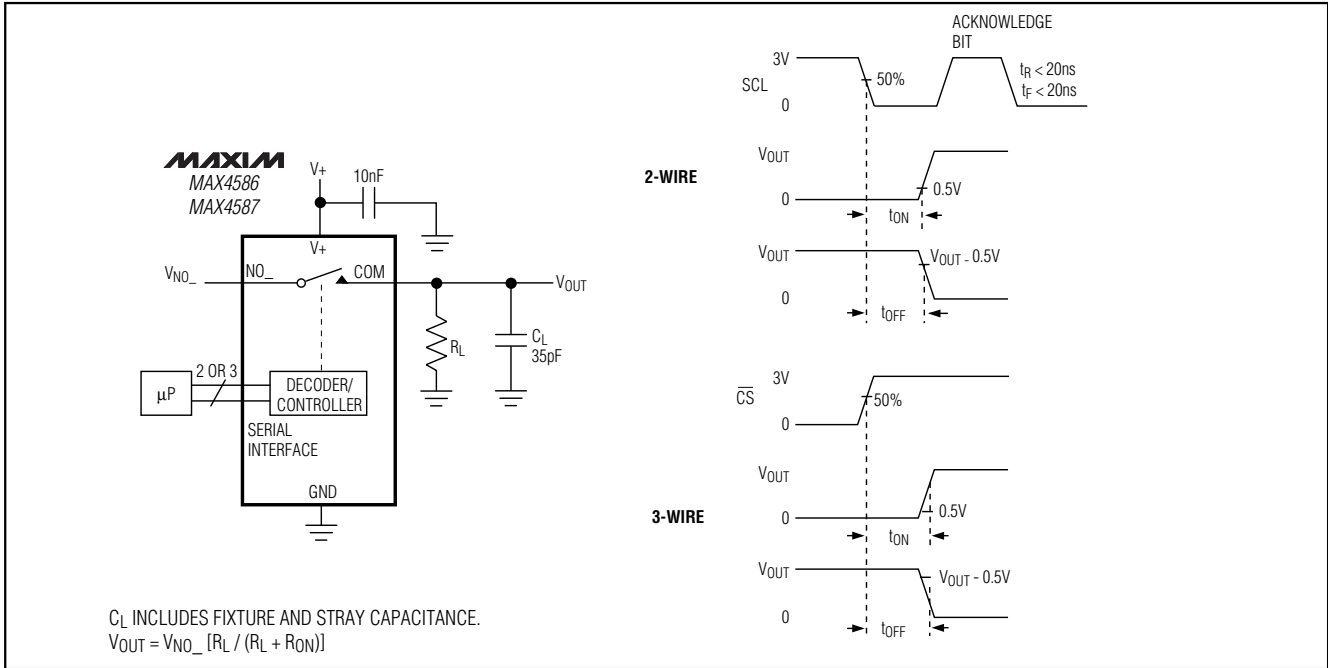 MAXIM
MAX4586
MAX4587
V+
10nF
V+
V_NO_
NO_
COM
V_OUT
R_L
C_L
35pF
μP
2 OR 3
DECODER/
CONTROLLER
SERIAL
INTERFACE
GND
C_L INCLUDES FIXTURE AND STRAY CAPACITANCE.
V_OUT = V_NO_ [R_L / (R_L + R_ON)]
ACKNOWLEDGE
BIT
3V
SCL
0
50%
t_R < 20ns
t_F < 20ns
2-WIRE
V_OUT
0
0.5V
t_ON
V_OUT
0
V_OUT - 0.5V
t_OFF
3V
C̅S̅
0
50%
3-WIRE
V_OUT
0
0.5V
t_ON
V_OUT
0
V_OUT - 0.5V
t_OFF